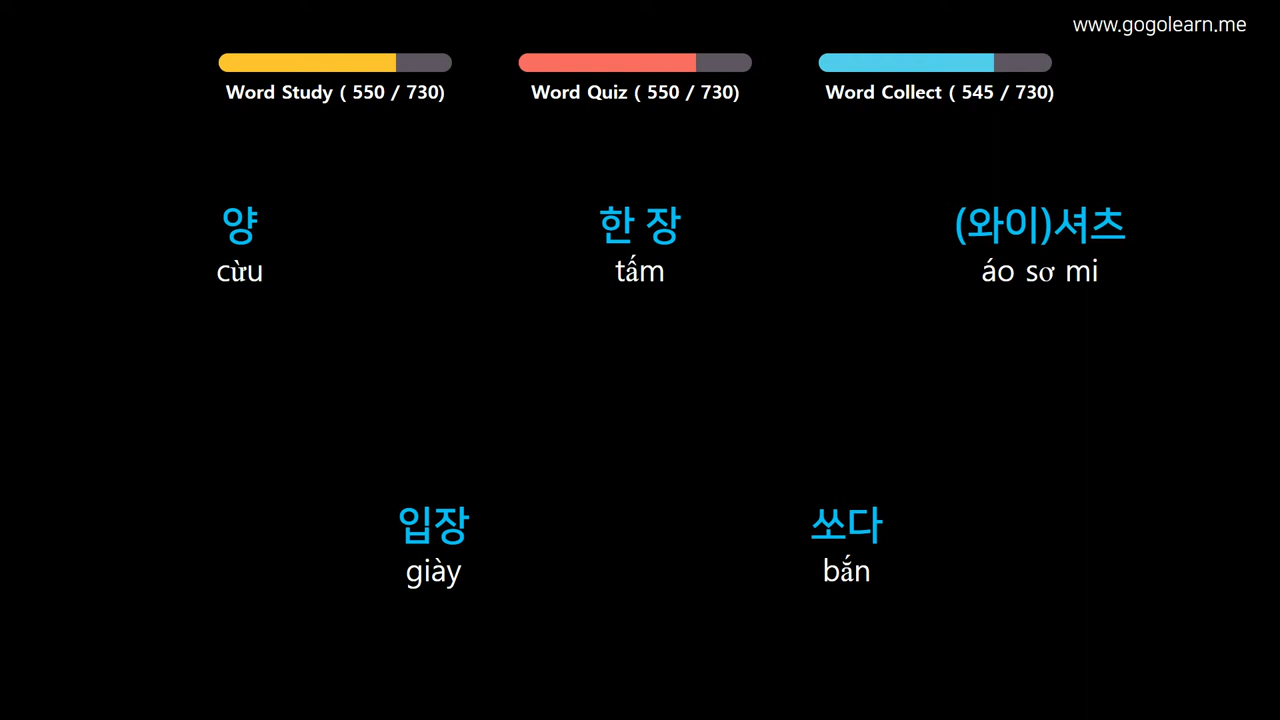 www.gogolearn.me
Word Study ( 550 / 730)
Word Quiz ( 550 / 730)
Word Collect ( 545 / 730)
양
cừu
한 장
tấm
(와이)셔츠
áo sơ mi
입장
giày
쏘다
bắn